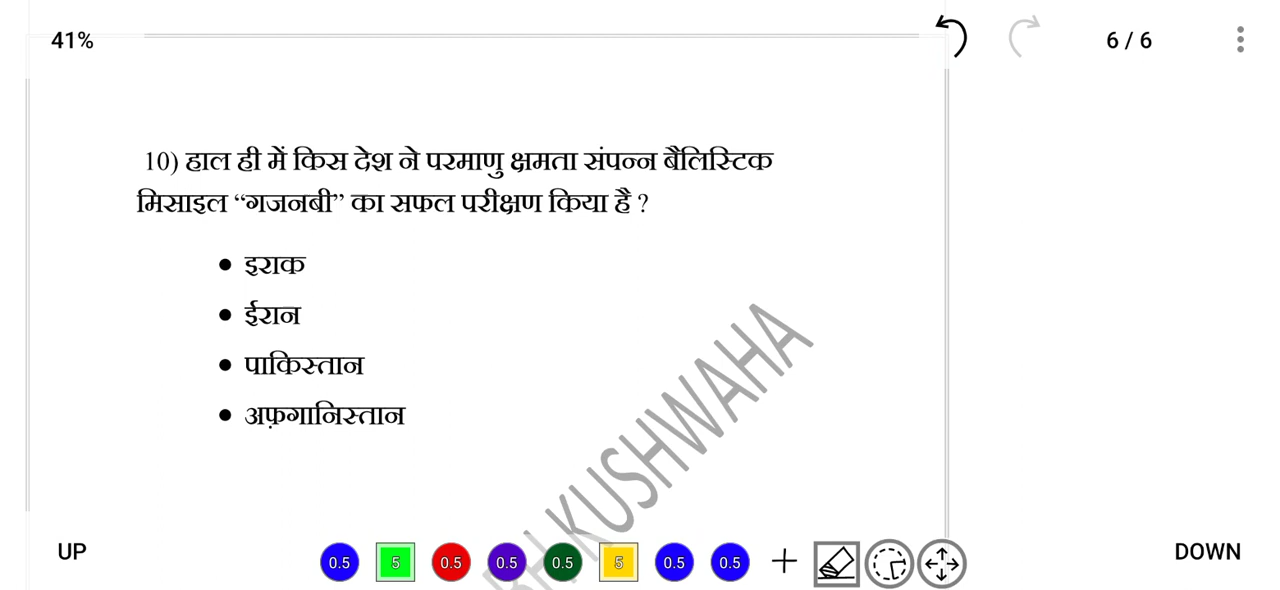 41%
6 / 6
10) हाल ही में किस देश ने परमाणु क्षमता संपन्न बैलिस्टिक
मिसाइल “गजनबी” का सफल परीक्षण किया है ?
• इराक
• ईरान
• पाकिस्तान
• अफ़गानिस्तान
KUSHWAHA
UP
0.5 5 0.5 0.5 0.5 5 0.5 0.5
DOWN